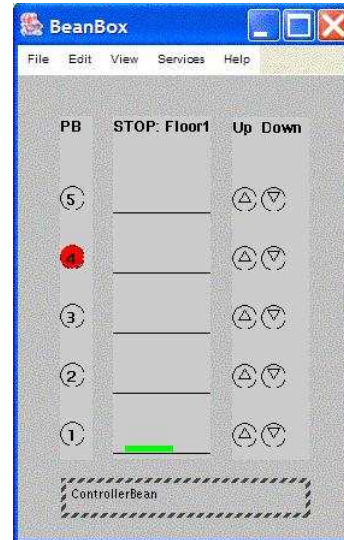 BeanBox
File Edit View Services Help
PB STOP: Floor1 Up Down
5
4
3
2
1
ControllerBean